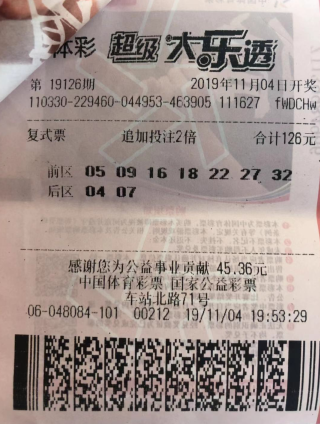 体彩 超级大乐透
第 19126期 2019年11月04日开奖
110330-229460-044953-463905 111627 fWDCHw
复式票 追加投注2倍 合计126元
前区 05 09 16 18 22 27 32
后区 04 07
感谢您为公益事业贡献 45.36元
中国体育彩票 国家公益彩票
车站北路71号
06-048084-101 00212 19/11/04 19:53:29